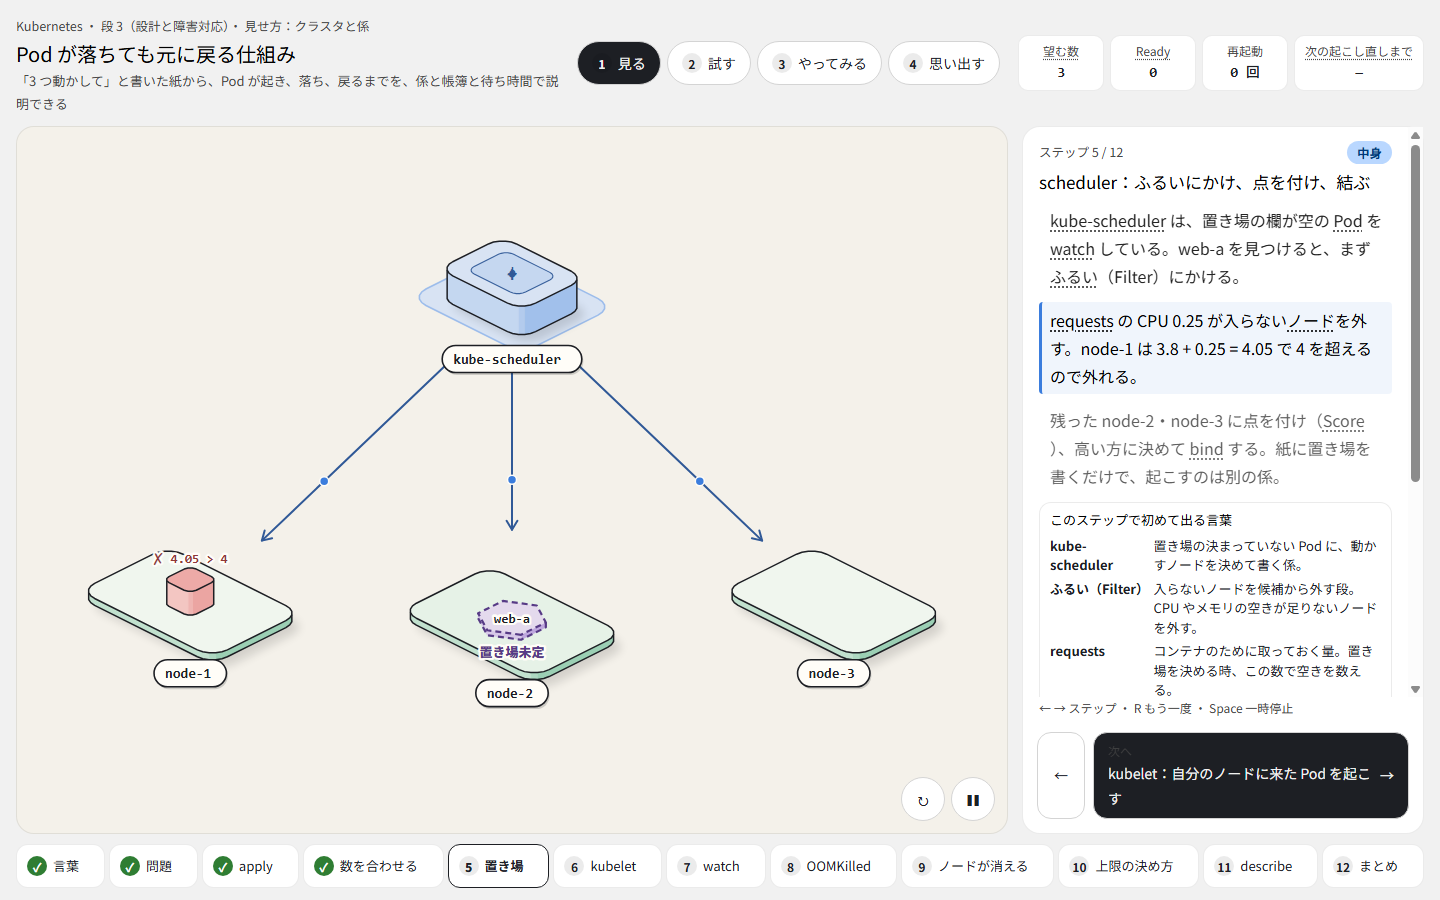 Kubernetes ・ 段 3（設計と障害対応）・ 見せ方：クラスタと係
Pod が落ちても元に戻る仕組み
「3 つ動かして」と書いた紙から、Pod が起き、落ち、戻るまでを、係と帳簿と待ち時間で説
明できる
1 見る
2 試す
3 やってみる
4 思い出す
望む数
3
Ready
0
再起動
0 回
次の起こし直しまで
–
kube-scheduler
✗ 4.05 > 4
node-1
web-a
置き場未定
node-2
node-3
↻
ステップ 5 / 12
中身
scheduler：ふるいにかけ、点を付け、結ぶ
kube-scheduler は、置き場の欄が空の Pod を
watch している。web-a を見つけると、まず
ふるい（Filter）にかける。
requests の CPU 0.25 が入らないノードを外
す。node-1 は 3.8 + 0.25 = 4.05 で 4 を超える
ので外れる。
残った node-2・node-3 に点を付け（Score
）、高い方に決めて bind する。紙に置き場を
書くだけで、起こすのは別の係。
このステップで初めて出る言葉
kube-
scheduler
置き場の決まっていない Pod に、動か
すノードを決めて書く係。
ふるい（Filter）
入らないノードを候補から外す段。
CPU やメモリの空きが足りないノード
を外す。
requests
コンテナのために取っておく量。置き
場を決める時、この数で空きを数え
る。
← → ステップ ・ R もう一度 ・ Space 一時停止
←
次へ
kubelet：自分のノードに来た Pod を起こ
す
→
✓ 言葉
✓ 問題
✓ apply
✓ 数を合わせる
5 置き場
6 kubelet
7 watch
8 OOMKilled
9 ノードが消える
10 上限の決め方
11 describe
12 まとめ